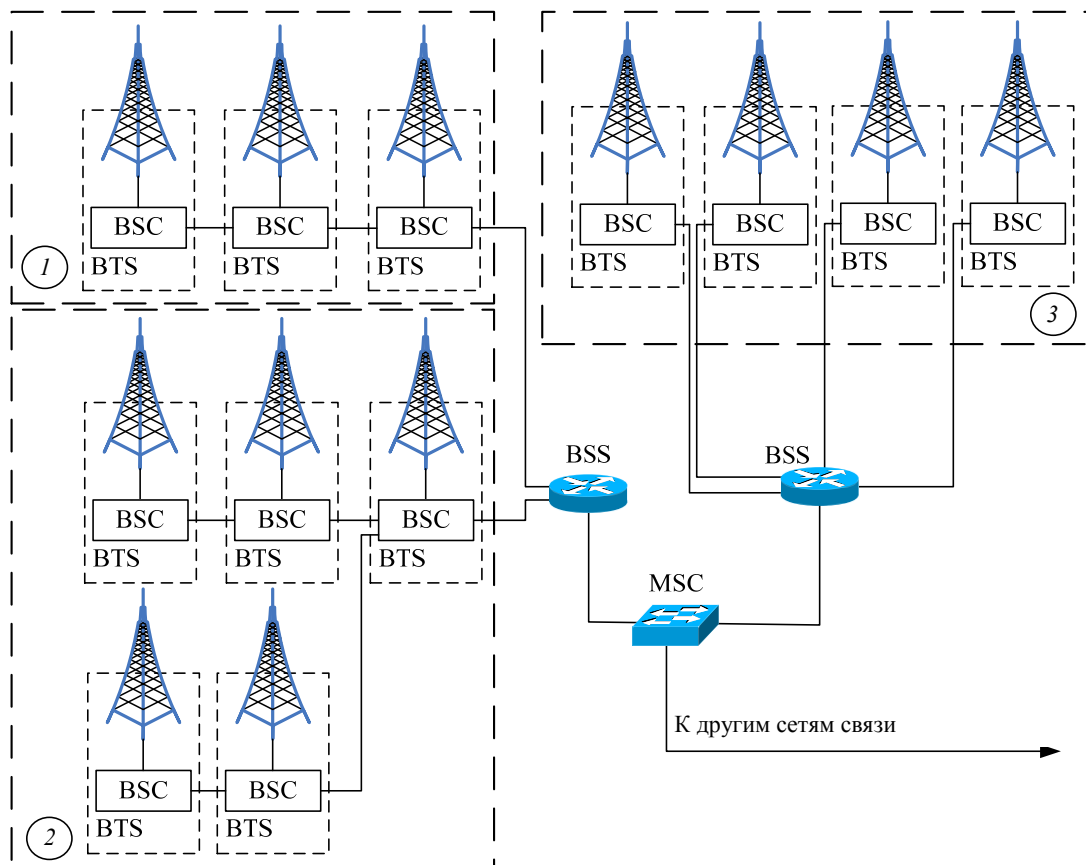 BSC BSC BSC
BTS BTS BTS
1
BSC BSC BSC BSC
BTS BTS BTS BTS
3
BSC BSC BSC
BTS BTS BTS
BSC BSC
BTS BTS
2
BSS
BSS
MSC
К другим сетям связи